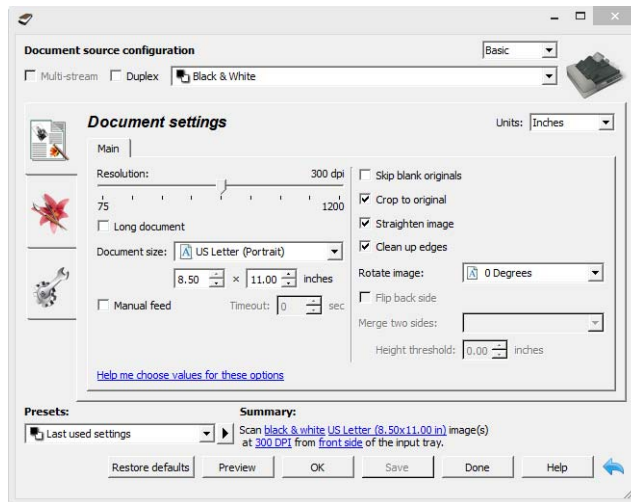 Document source configuration
Basic
Multi-stream
Duplex
Black & White
Document settings
Units: Inches
Main
Resolution: 300 dpi
75 1200
Long document
Document size: US Letter (Portrait)
8.50 × 11.00 inches
Manual feed Timeout: 0 sec
Skip blank originals
Crop to original
Straighten image
Clean up edges
Rotate image: 0 Degrees
Flip back side
Merge two sides:
Height threshold: 0.00 inches
Help me choose values for these options
Presets:
Last used settings
Summary:
Scan black & white US Letter (8.50x11.00 in) image(s)
at 300 DPI from front side of the input tray.
Restore defaults Preview OK Save Done Help